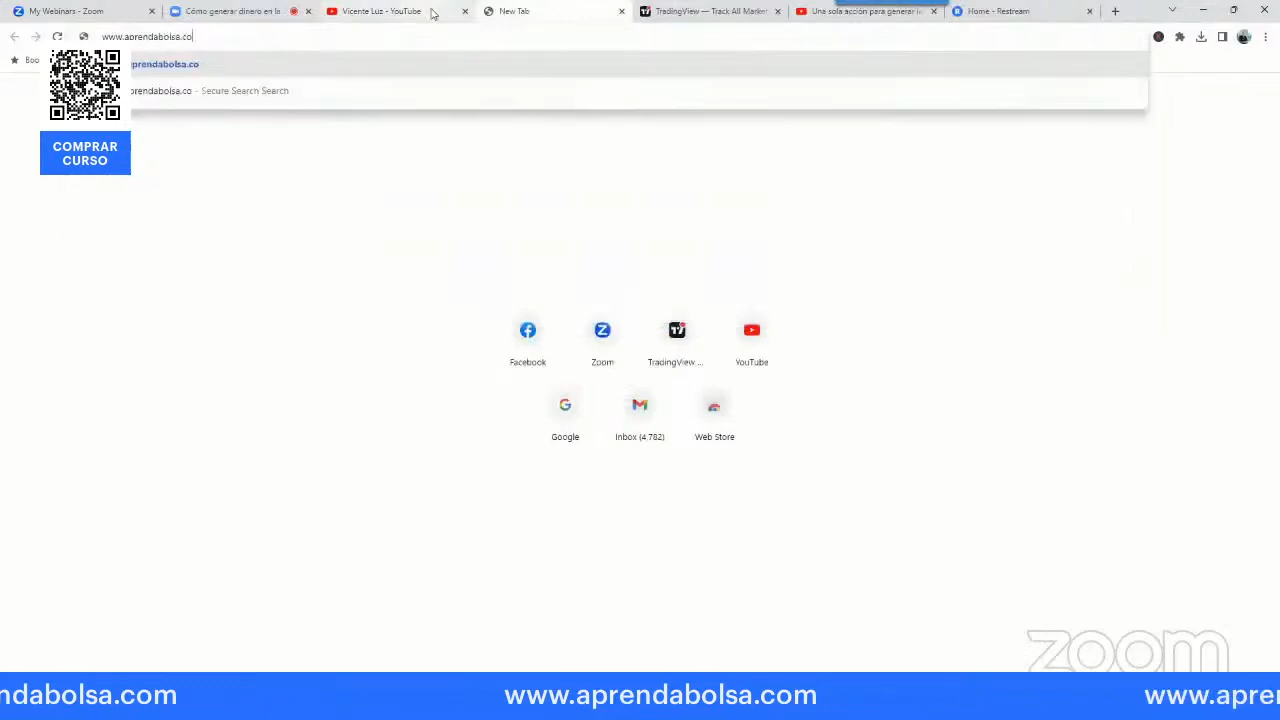 My Webinars - Zoom
Cómo generar dinero en la
Vicente Luz - YouTube
New Tab
TradingView — Track All Market
Una sola acción para generar
Home - Restream
www.aprendabolsa.co
Boo
prendabolsa.co
prendabolsa.co - Secure Search Search
COMPRAR
CURSO
Facebook
Zoom
TradingView ...
YouTube
Google
Inbox (4,782)
Web Store
zoom
ndabolsa.com
www.aprendabolsa.com
www.apre